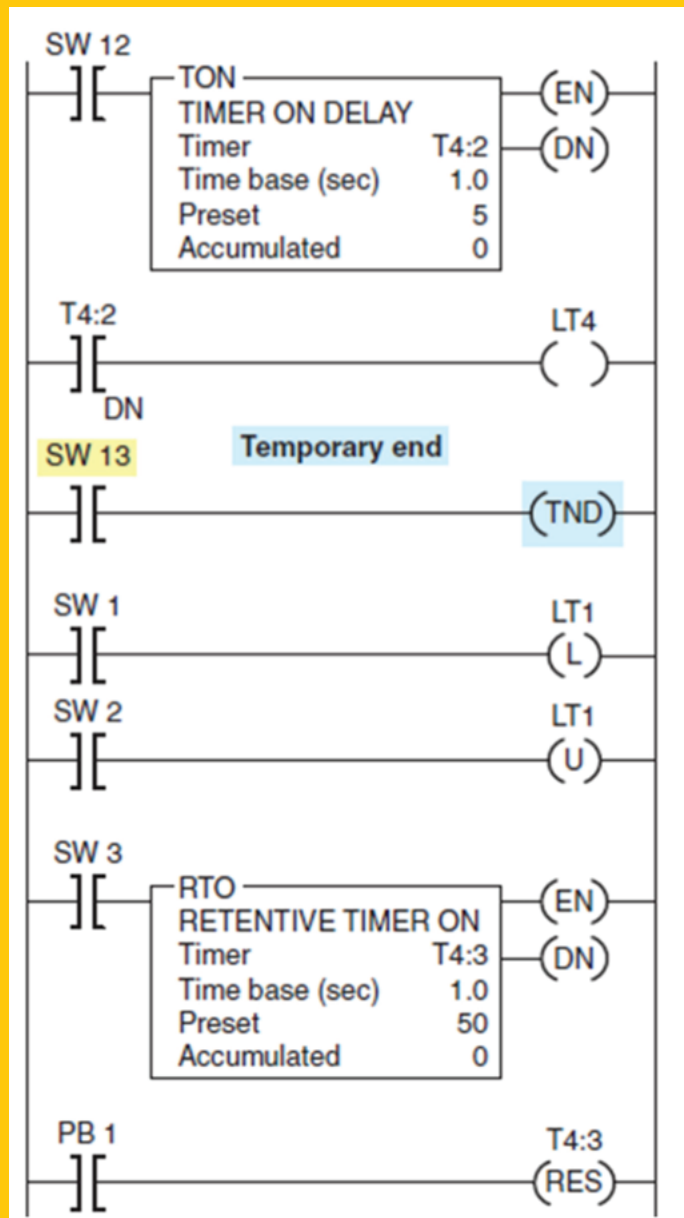 SW 12
TON
TIMER ON DELAY
Timer T4:2
Time base (sec) 1.0
Preset 5
Accumulated 0
(EN)
(DN)
T4:2
DN
LT4
( )
SW 13
Temporary end
(TND)
SW 1
LT1
(L)
SW 2
LT1
(U)
SW 3
RTO
RETENTIVE TIMER ON
Timer T4:3
Time base (sec) 1.0
Preset 50
Accumulated 0
(EN)
(DN)
PB 1
T4:3
(RES)